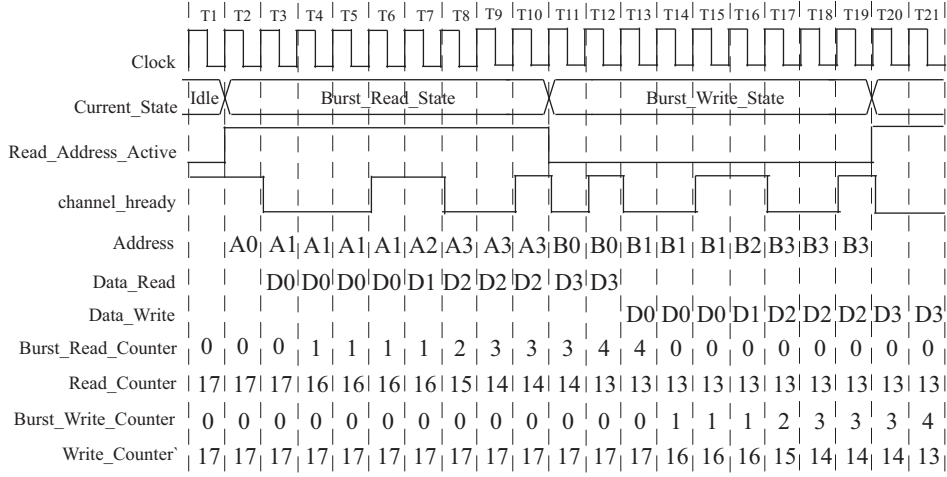 T1 T2 T3 T4 T5 T6 T7 T8 T9 T10 T11 T12 T13 T14 T15 T16 T17 T18 T19 T20 T21
Clock
Current_State Idle Burst_Read_State Burst_Write_State
Read_Address_Active
channel_hready
Address A0 A1 A1 A1 A1 A2 A3 A3 A3 B0 B0 B1 B1 B1 B2 B3 B3 B3
Data_Read D0 D0 D0 D0 D1 D2 D2 D2 D3 D3
Data_Write D0 D0 D0 D1 D2 D2 D2 D3 D3
Burst_Read_Counter 0 0 0 1 1 1 1 2 3 3 3 4 4 0 0 0 0 0 0 0 0
Read_Counter 17 17 17 16 16 16 16 15 14 14 14 13 13 13 13 13 13 13 13 13 13
Burst_Write_Counter 0 0 0 0 0 0 0 0 0 0 0 0 0 1 1 1 2 3 3 3 4
Write_Counter` 17 17 17 17 17 17 17 17 17 17 17 17 17 16 16 16 15 14 14 14 13